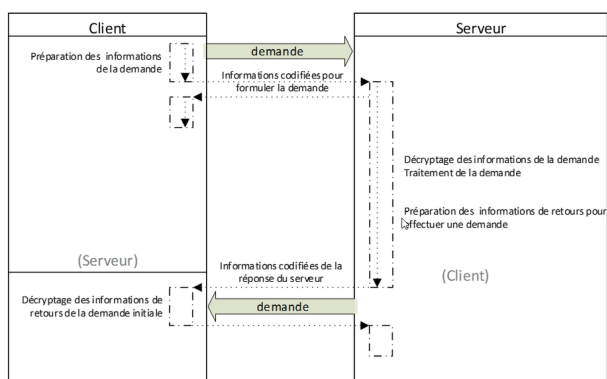 Client
Serveur
Préparation des informations
de la demande
demande
Informations codifiées pour
formuler la demande
Décryptage des informations de la demande
Traitement de la demande
Préparation des informations de retours pour
effectuer une demande
(Serveur)
(Client)
Informations codifiées de la
réponse du serveur
Décryptage des informations de
retours de la demande initiale
demande